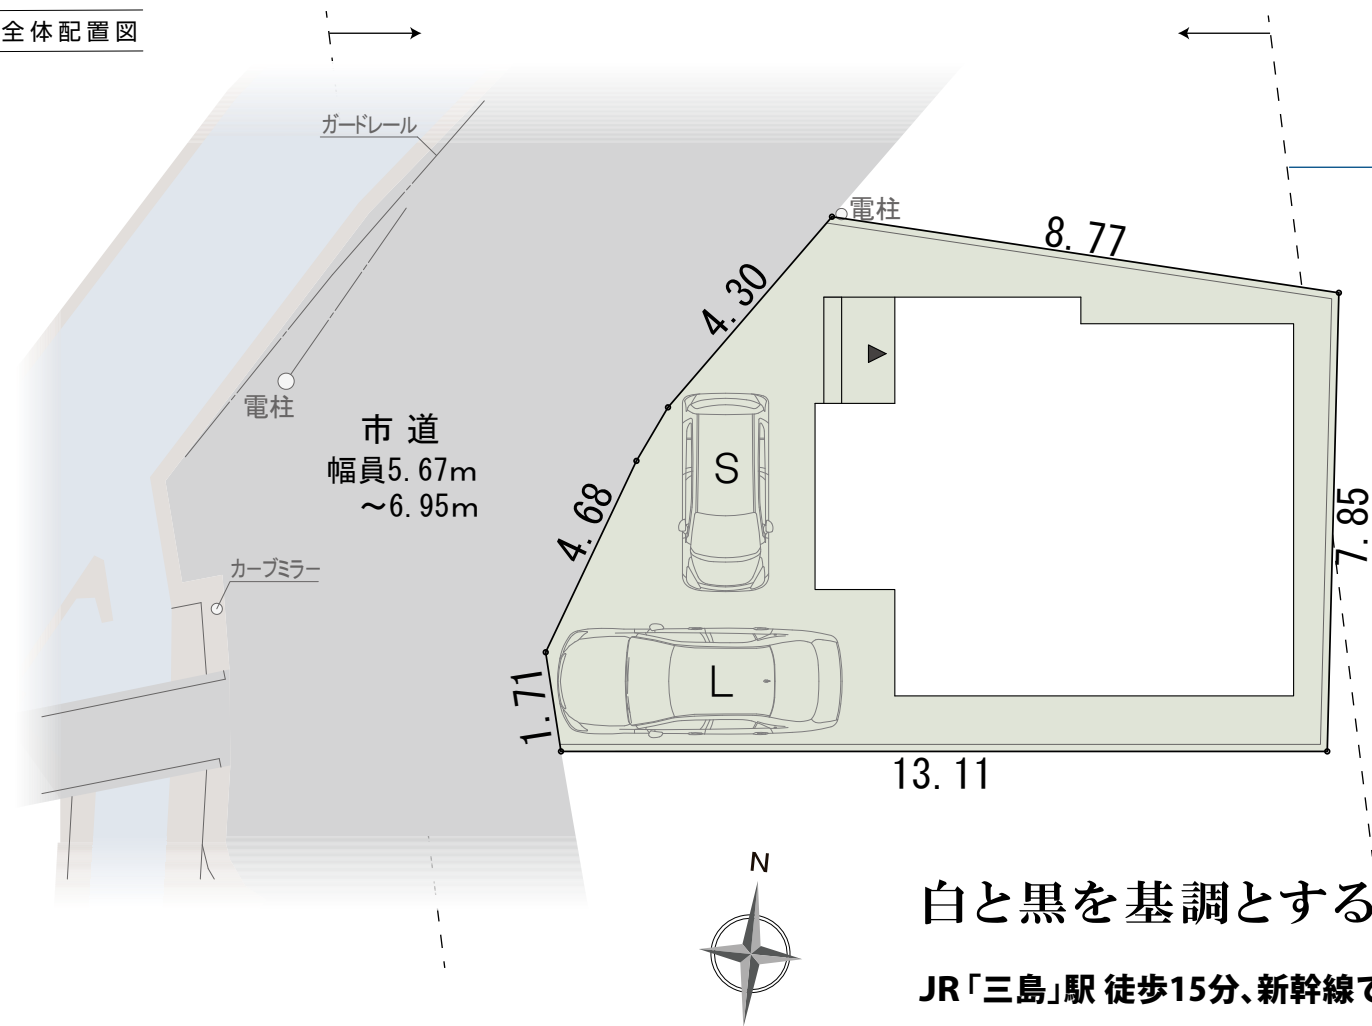 全体配置図
ガードレール
電柱
8.77
4.30
電柱
市道
幅員5.67m
～6.95m
S
4.68
7.85
カーブミラー
L
1.71
13.11
N
白と黒を基調とする
JR「三島」駅 徒歩15分、新幹線で